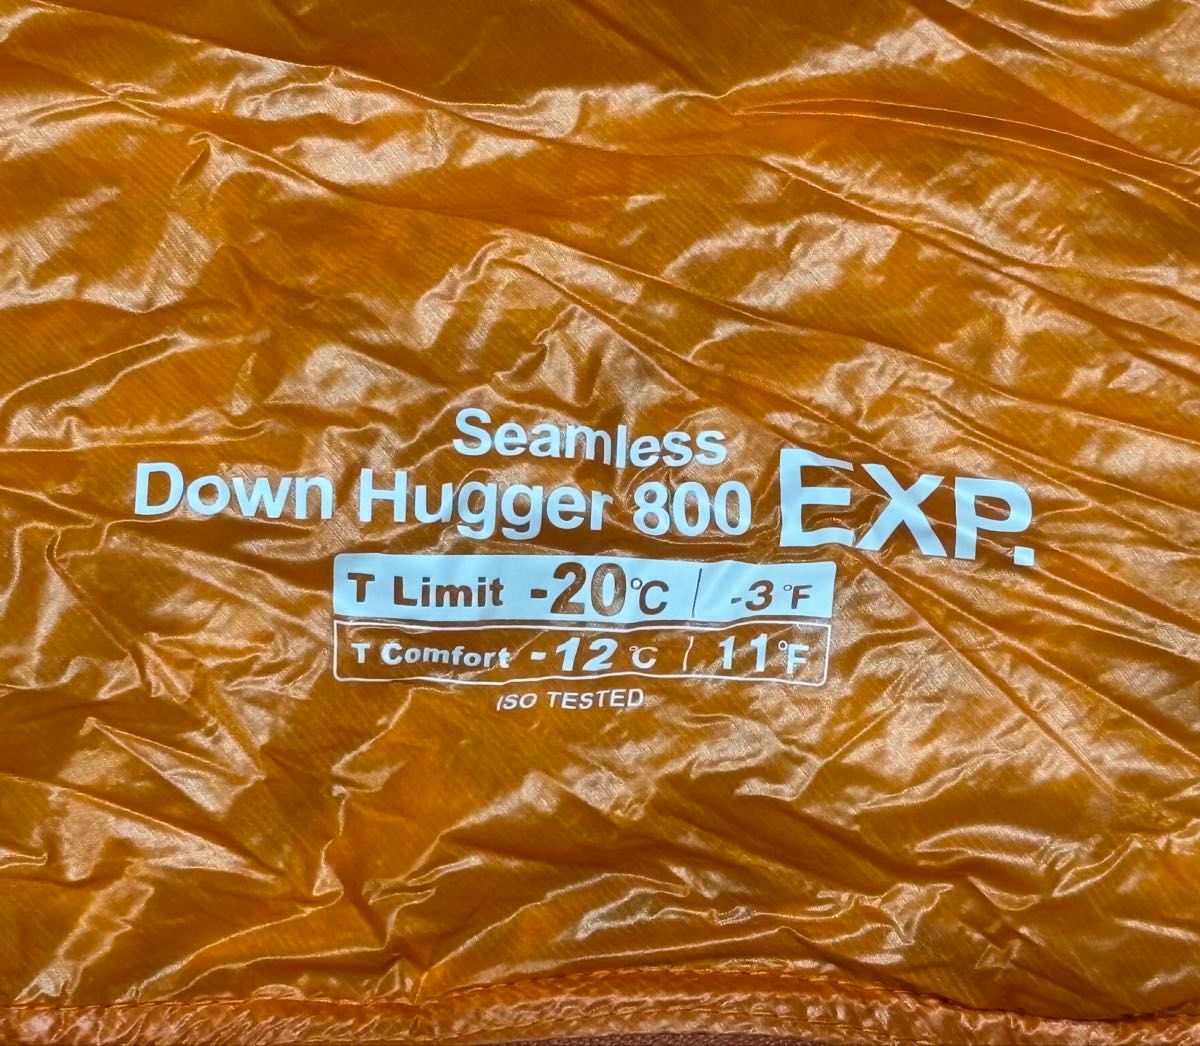 Seamless
Down Hugger 800 EXP.
T Limit -20°C / -3°F
T Comfort -12°C / 11°F
ISO TESTED